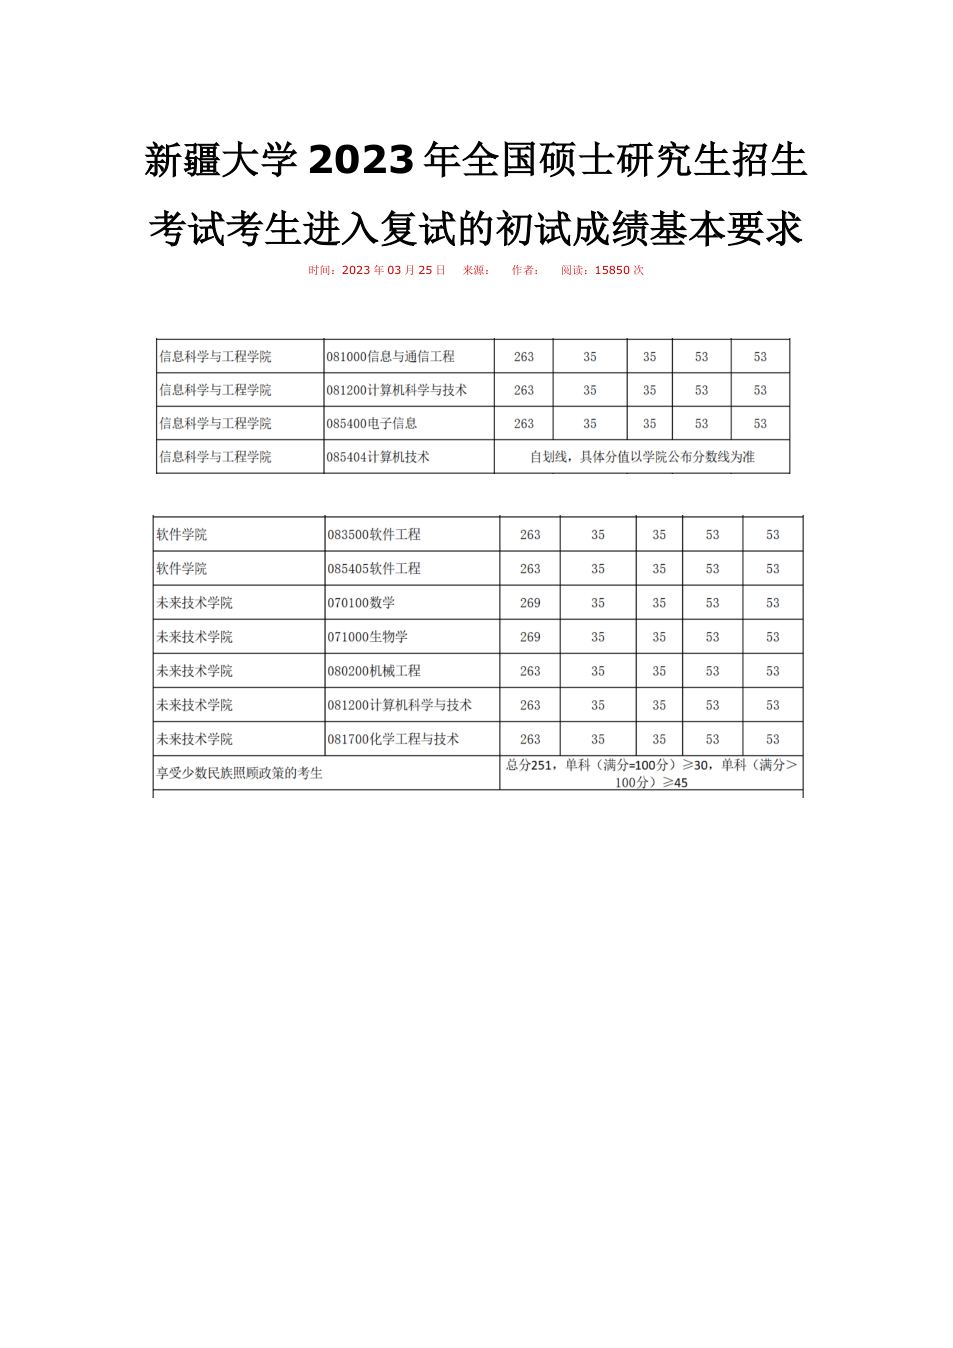 新疆大学 2023 年全国硕士研究生招生
考试考生进入复试的初试成绩基本要求
时间：2023 年 03 月 25 日 来源： 作者： 阅读：15850 次
信息科学与工程学院 081000信息与通信工程 263 35 35 53 53
信息科学与工程学院 081200计算机科学与技术 263 35 35 53 53
信息科学与工程学院 085400电子信息 263 35 35 53 53
信息科学与工程学院 085404计算机技术 自划线，具体分值以学院公布分数线为准
软件学院 083500软件工程 263 35 35 53 53
软件学院 085405软件工程 263 35 35 53 53
未来技术学院 070100数学 269 35 35 53 53
未来技术学院 071000生物学 269 35 35 53 53
未来技术学院 080200机械工程 263 35 35 53 53
未来技术学院 081200计算机科学与技术 263 35 35 53 53
未来技术学院 081700化学工程与技术 263 35 35 53 53
享受少数民族照顾政策的考生 总分251，单科（满分=100分）≥30，单科（满分＞
100分）≥45